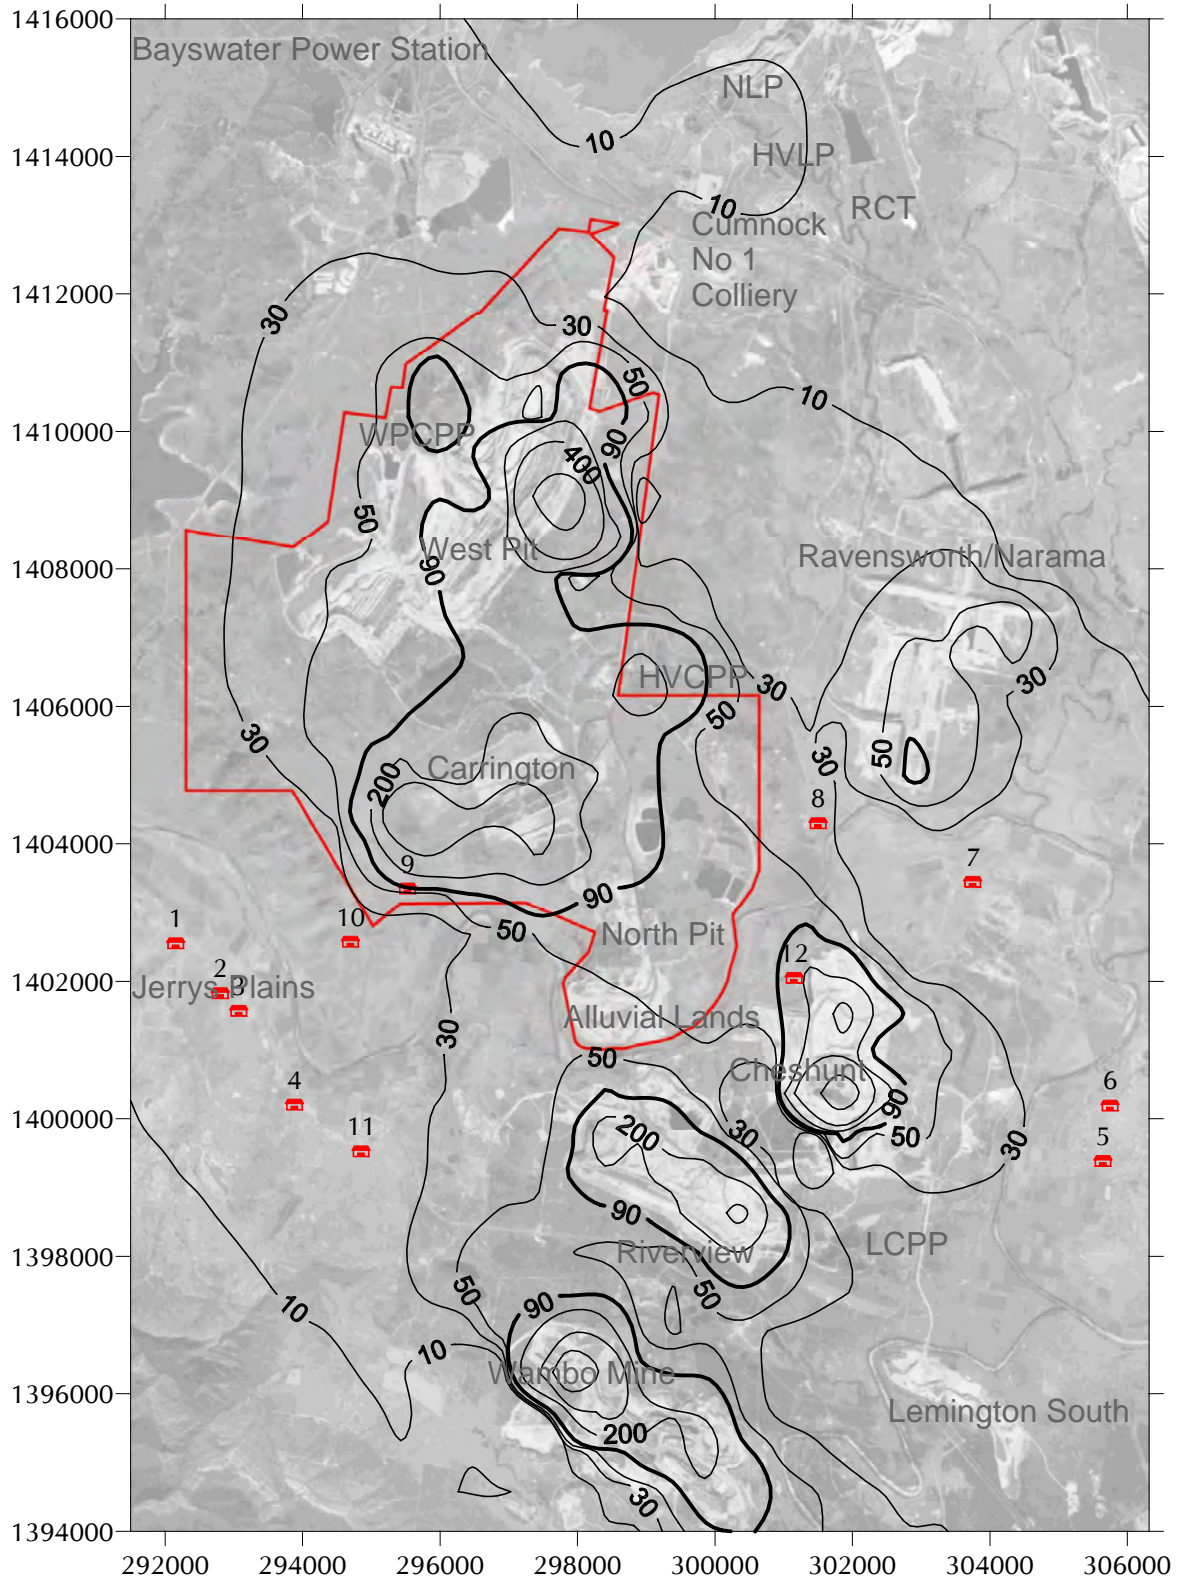 1416000
Bayswater Power Station
NLP
10
1414000
HVLP
10
RCT
Cumnock
No 1
Colliery
1412000
30
30
50
10
1410000
WPCPP
90
400
50
West Pit
90
Ravensworth/Narama
1408000
HVCPP
30
30
1406000
50
30
50
30
Carrington
200
8
1404000
9
7
90
1
10
50
North Pit
12
2
1402000
Jerrys Plains
3
Alluvial Lands
30
50
Cheshunt
4
90
6
1400000
200
30
50
11
30
5
90
LCPP
Riverview
1398000
50
50
10
90
10
Wambo Mine
1396000
Lemington South
200
30
1394000
292000 294000 296000 298000 300000 302000 304000 306000